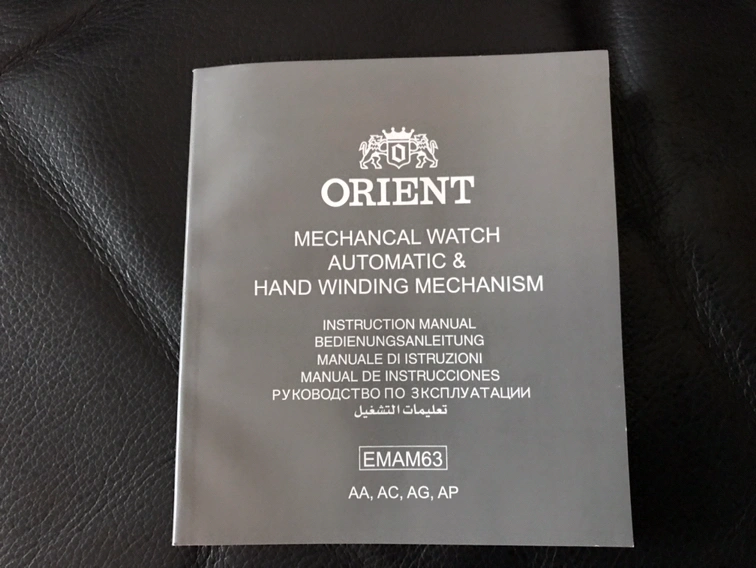 ORIENT
MECHANCAL WATCH
AUTOMATIC &
HAND WINDING MECHANISM
INSTRUCTION MANUAL
BEDIENUNGSANLEITUNG
MANUALE DI ISTRUZIONI
MANUAL DE INSTRUCCIONES
РУКОВОДСТВО ПО ЗКСПЛУАТАЦИИ
تعليمات التشغيل
EMAM63
AA, AC, AG, AP